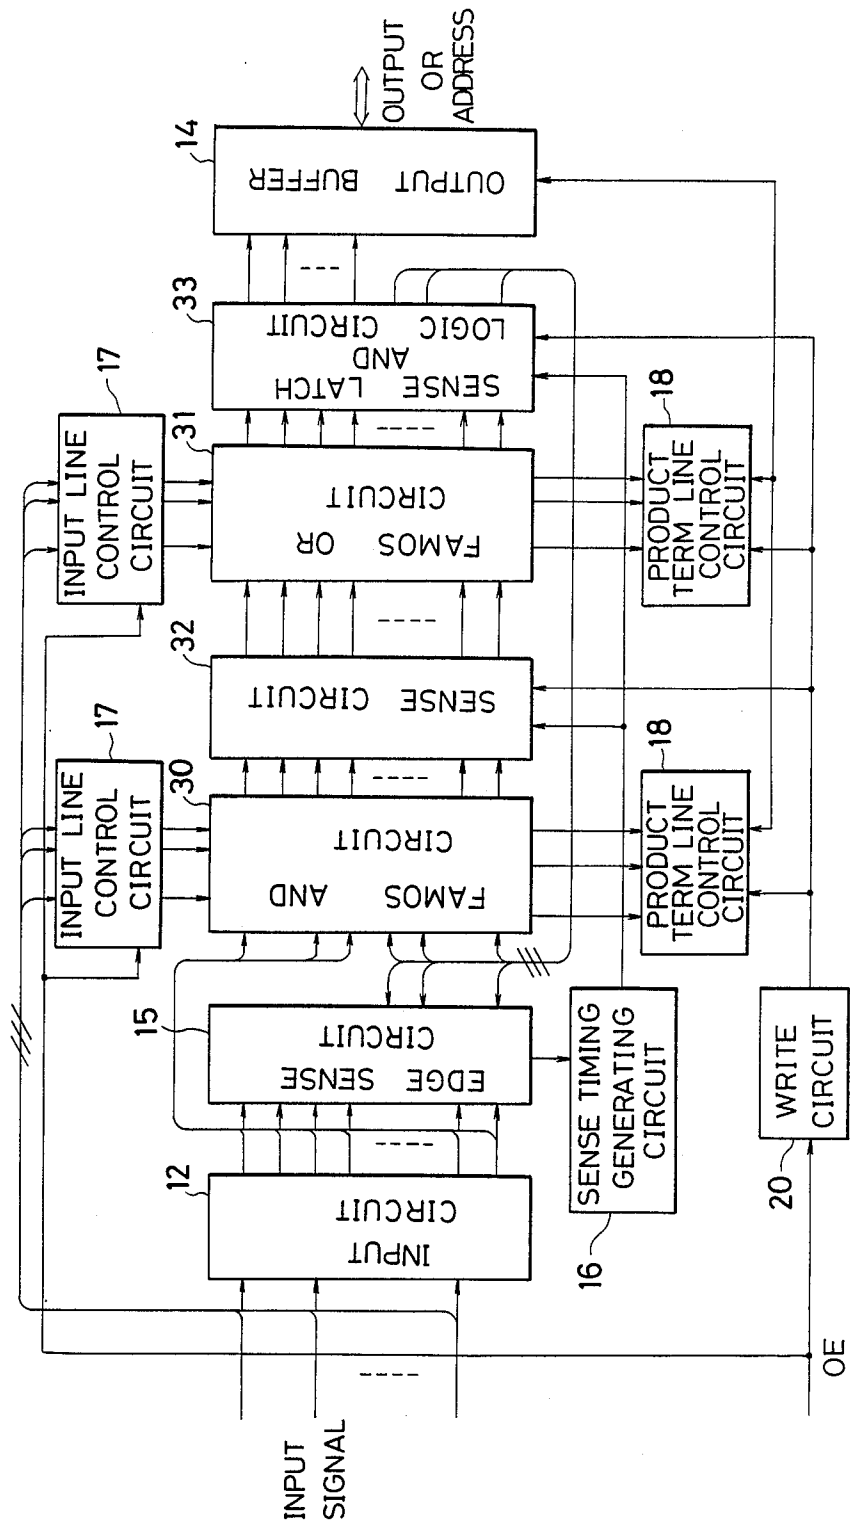 INPUT
SIGNAL
OE
12
INPUT
CIRCUIT
15
EDGE SENSE
CIRCUIT
16
SENSE TIMING
GENERATING
CIRCUIT
20
WRITE
CIRCUIT
17
INPUT LINE
CONTROL
CIRCUIT
30
FAMOS AND
CIRCUIT
18
PRODUCT
TERM LINE
CONTROL
CIRCUIT
32
SENSE CIRCUIT
17
INPUT LINE
CONTROL
CIRCUIT
31
FAMOS OR
CIRCUIT
18
PRODUCT
TERM LINE
CONTROL
CIRCUIT
33
SENSE LATCH
AND
LOGIC CIRCUIT
14
OUTPUT BUFFER
OUTPUT
OR
ADDRESS